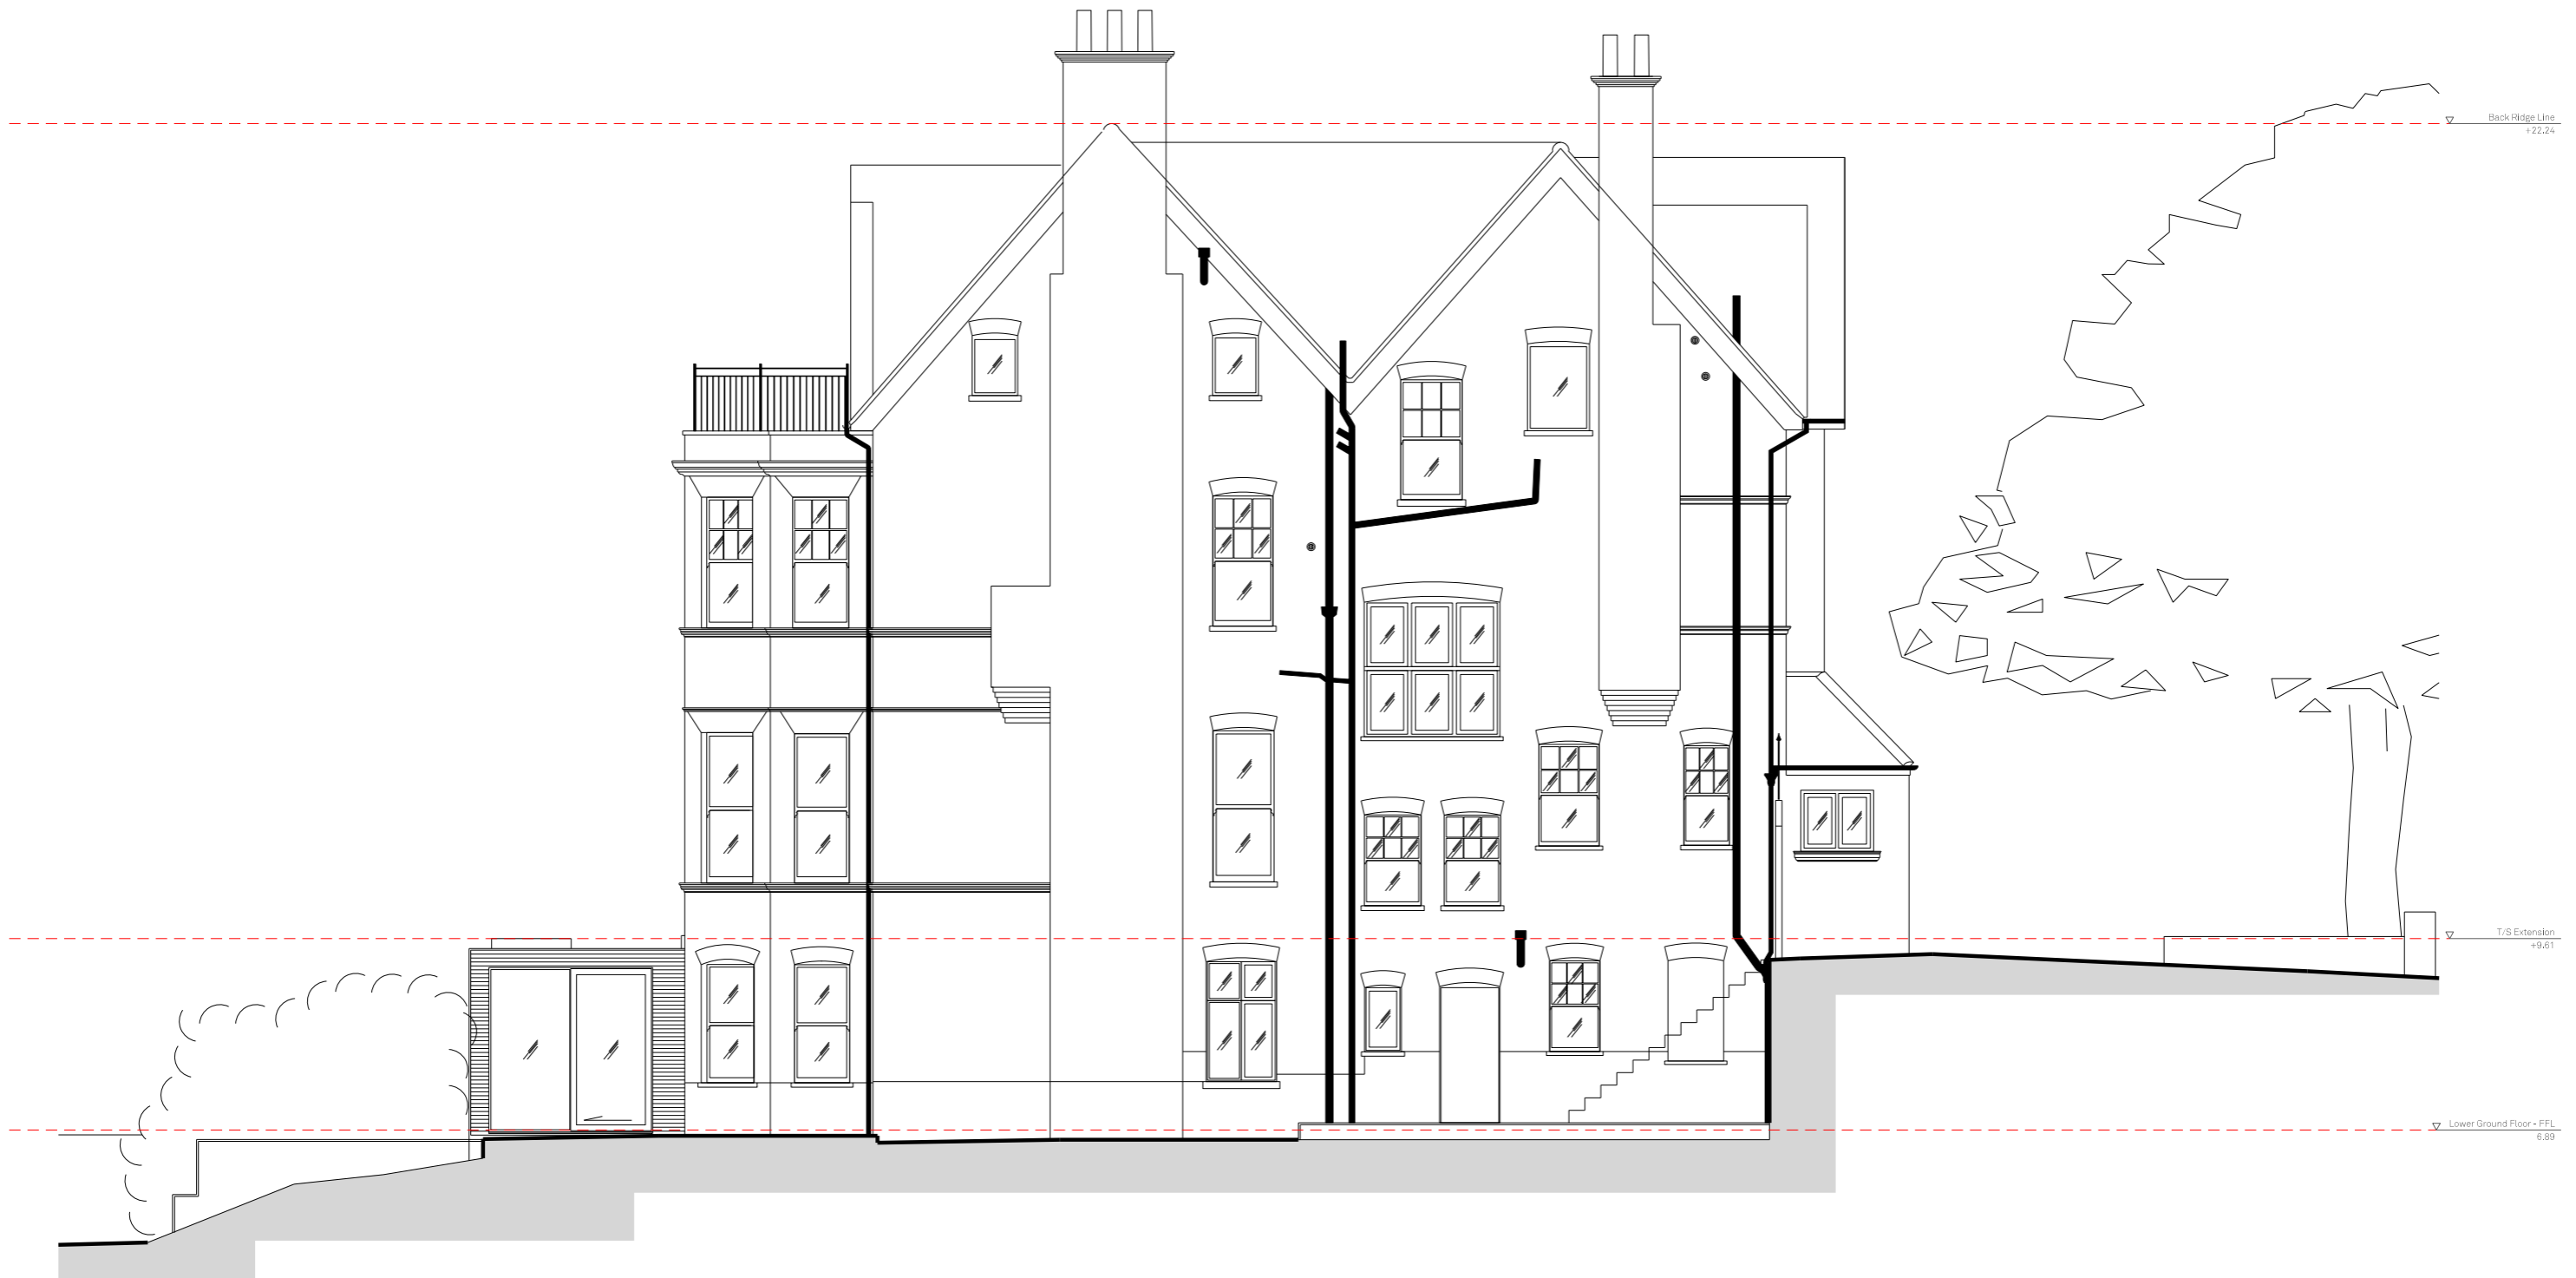 Back Ridge Line
+22.24
T/S Extension
+9.61
Lower Ground Floor - FFL
6.89